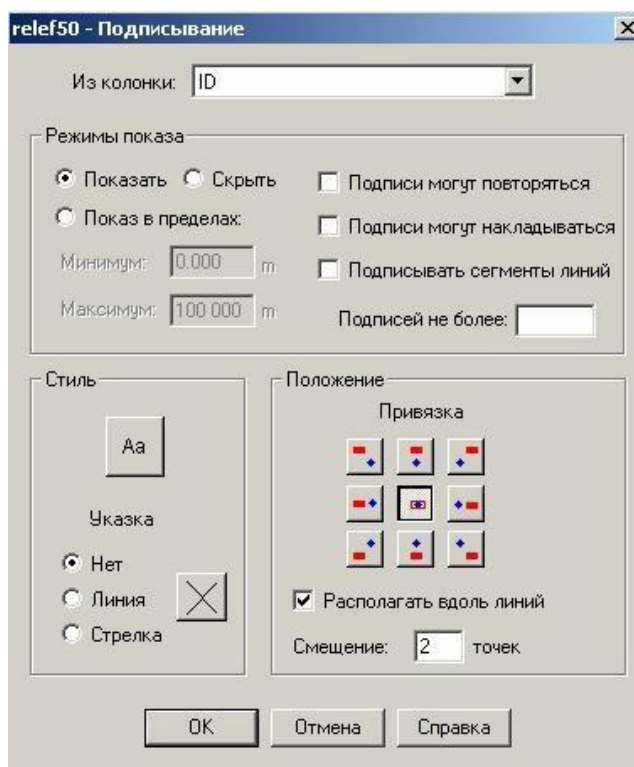 relef50 - Подписывание
Из колонки: ID
Режимы показа
Показать Скрыть
Показ в пределах:
Минимум: 0.000 m
Максимум: 100 000 m
Подписи могут повторяться
Подписи могут накладываться
Подписывать сегменты линий
Подписей не более:
Стиль
Aa
Указка
Нет
Линия
Стрелка
Положение
Привязка
Располагать вдоль линий
Смещение: 2 точек
OK Отмена Справка